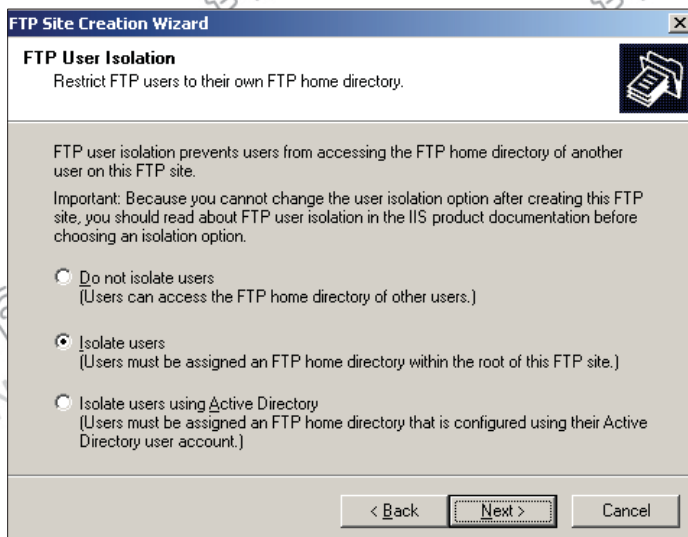 FTP Site Creation Wizard
FTP User Isolation
Restrict FTP users to their own FTP home directory.
FTP user isolation prevents users from accessing the FTP home directory of another
user on this FTP site.
Important: Because you cannot change the user isolation option after creating this FTP
site, you should read about FTP user isolation in the IIS product documentation before
choosing an isolation option.
Do not isolate users
(Users can access the FTP home directory of other users.)
Isolate users
(Users must be assigned an FTP home directory within the root of this FTP site.)
Isolate users using Active Directory
(Users must be assigned an FTP home directory that is configured using their Active
Directory user account.)
< Back
Next >
Cancel